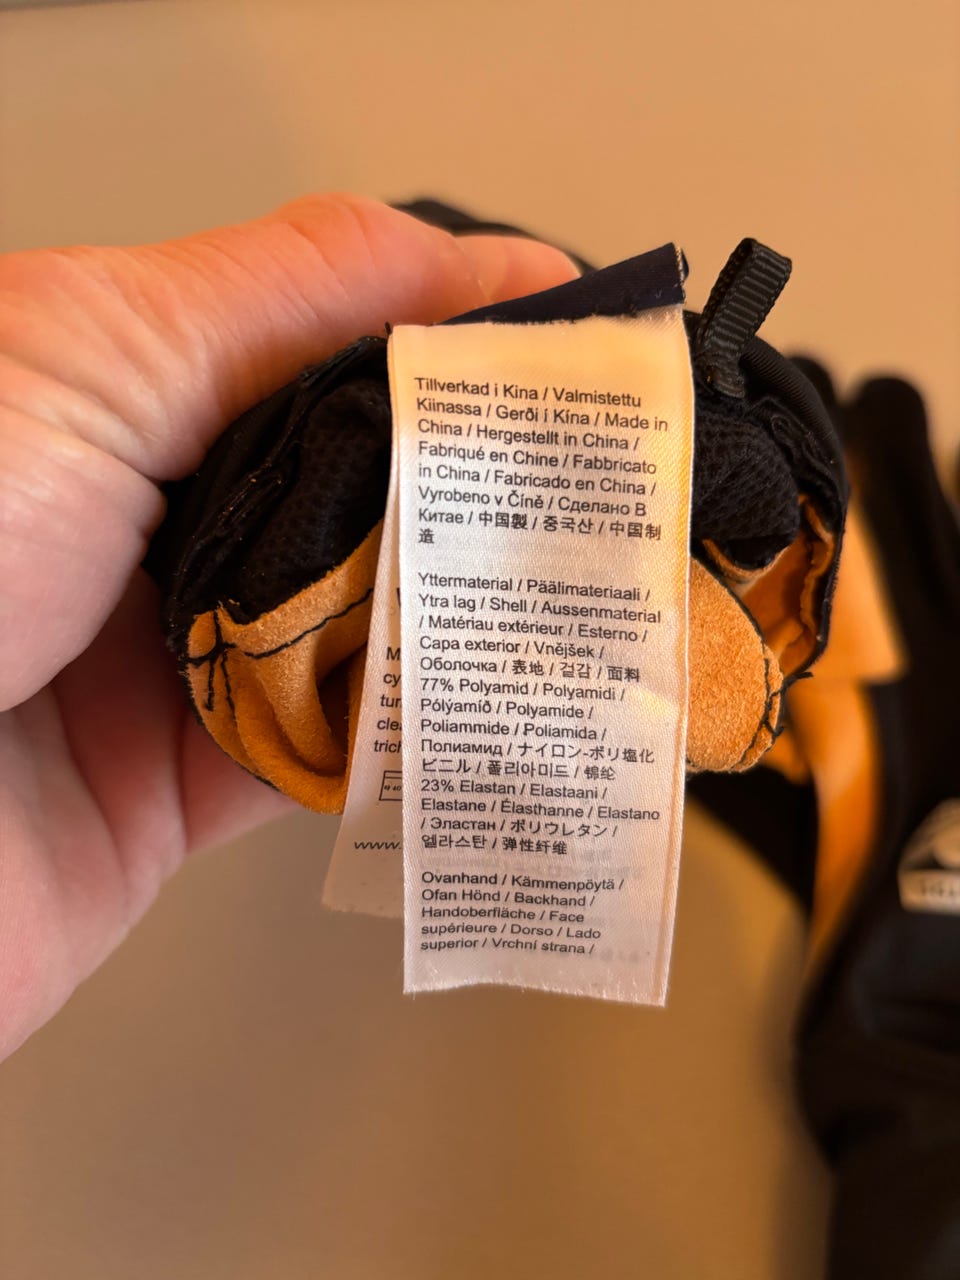 Tillverkad i Kina / Valmistettu
Kiinassa / Gerði í Kína / Made in
China / Hergestellt in China /
Fabriqué en Chine / Fabbricato
in China / Fabricado en China /
Vyrobeno v Číně / Сделано В
Китае / 中国製 / 중국산 / 中国制
造
Yttermaterial / Päälimateriaali /
Ytra lag / Shell / Aussenmaterial
/ Matériau extérieur / Esterno /
Capa exterior / Vnějšek /
Оболочка / 表地 / 겉감 / 面料
77% Polyamid / Polyamidi /
Pólýamíð / Polyamide /
Poliammide / Poliamida /
Полиамид / ナイロン-ポリ塩化
ビニル / 폴리아미드 / 锦纶
23% Elastan / Elastaani /
Elastane / Élasthanne / Elastano
/ Эластан / ポリウレタン /
엘라스탄 / 弹性纤维
Ovanhand / Kämmenpöytä /
Ofan Hönd / Backhand /
Handoberfläche / Face
supérieure / Dorso / Lado
superior / Vrchní strana /
www.